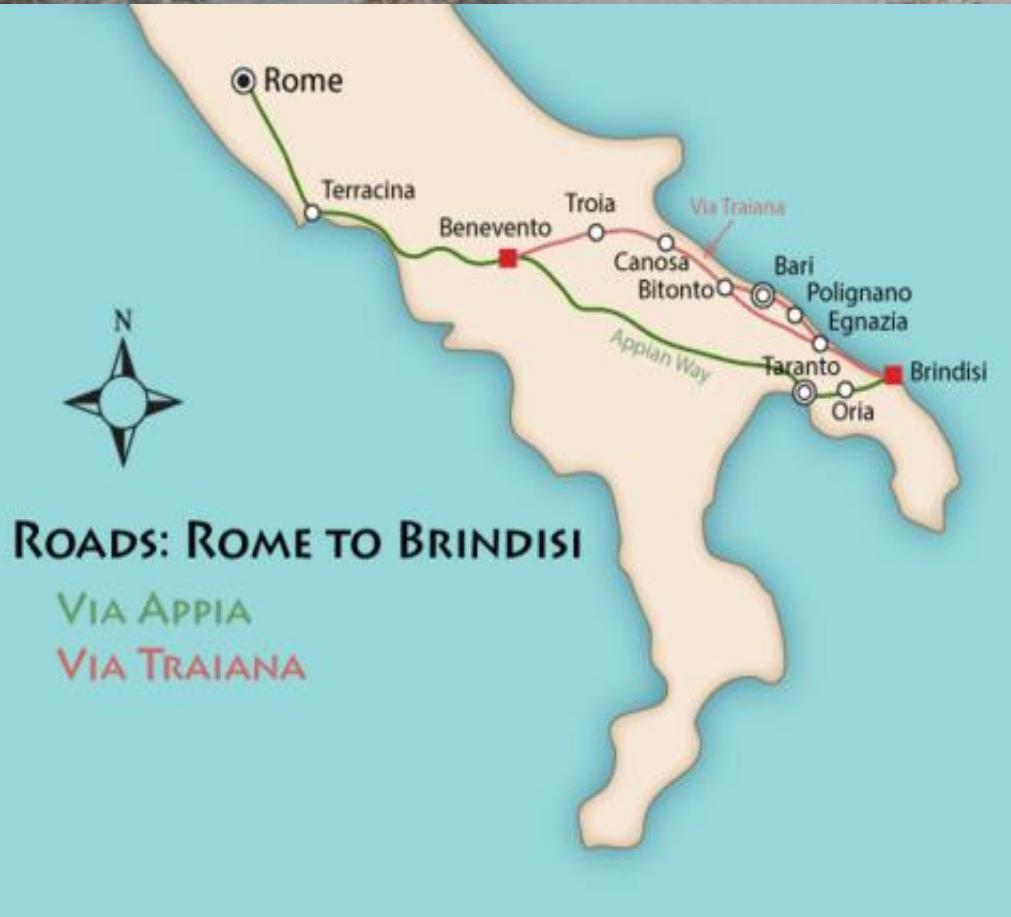 Rome
Terracina
Benevento
Troia
Via Traiana
Canosa
Bitonto
Bari
Polignano
Egnazia
Appian Way
Taranto
Brindisi
Oria
N
ROADS: ROME TO BRINDISI
VIA APPIA
VIA TRAIANA